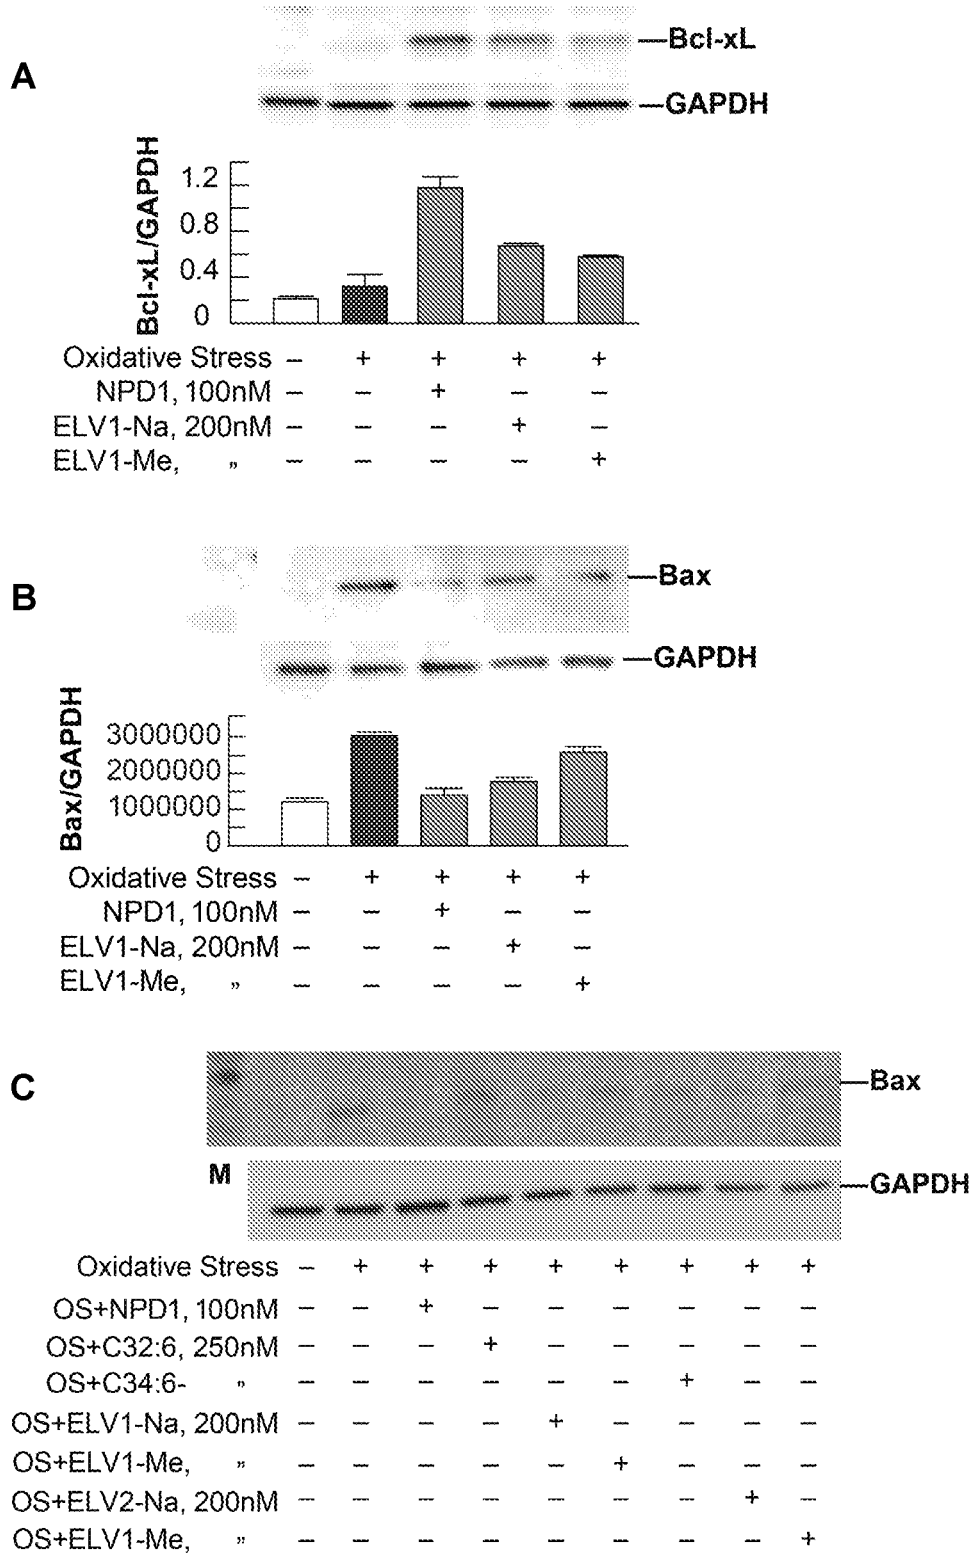 A
Bcl-xL
GAPDH
Bcl-xL/GAPDH
1.2
0.8
0.4
0
Oxidative Stress – + + + +
NPD1, 100nM – – + – –
ELV1-Na, 200nM – – – + –
ELV1-Me, „ – – – – +
B
Bax
GAPDH
Bax/GAPDH
3000000
2000000
1000000
0
Oxidative Stress – + + + +
NPD1, 100nM – – + – –
ELV1-Na, 200nM – – – + –
ELV1-Me, „ – – – – +
C
Bax
M
GAPDH
Oxidative Stress – + + + + + + + +
OS+NPD1, 100nM – – + – – – – – –
OS+C32:6, 250nM – – – + – – – – –
OS+C34:6- „ – – – – – – + – –
OS+ELV1-Na, 200nM – – – – + – – – –
OS+ELV1-Me, „ – – – – – + – – –
OS+ELV2-Na, 200nM – – – – – – – + –
OS+ELV1-Me, „ – – – – – – – – +